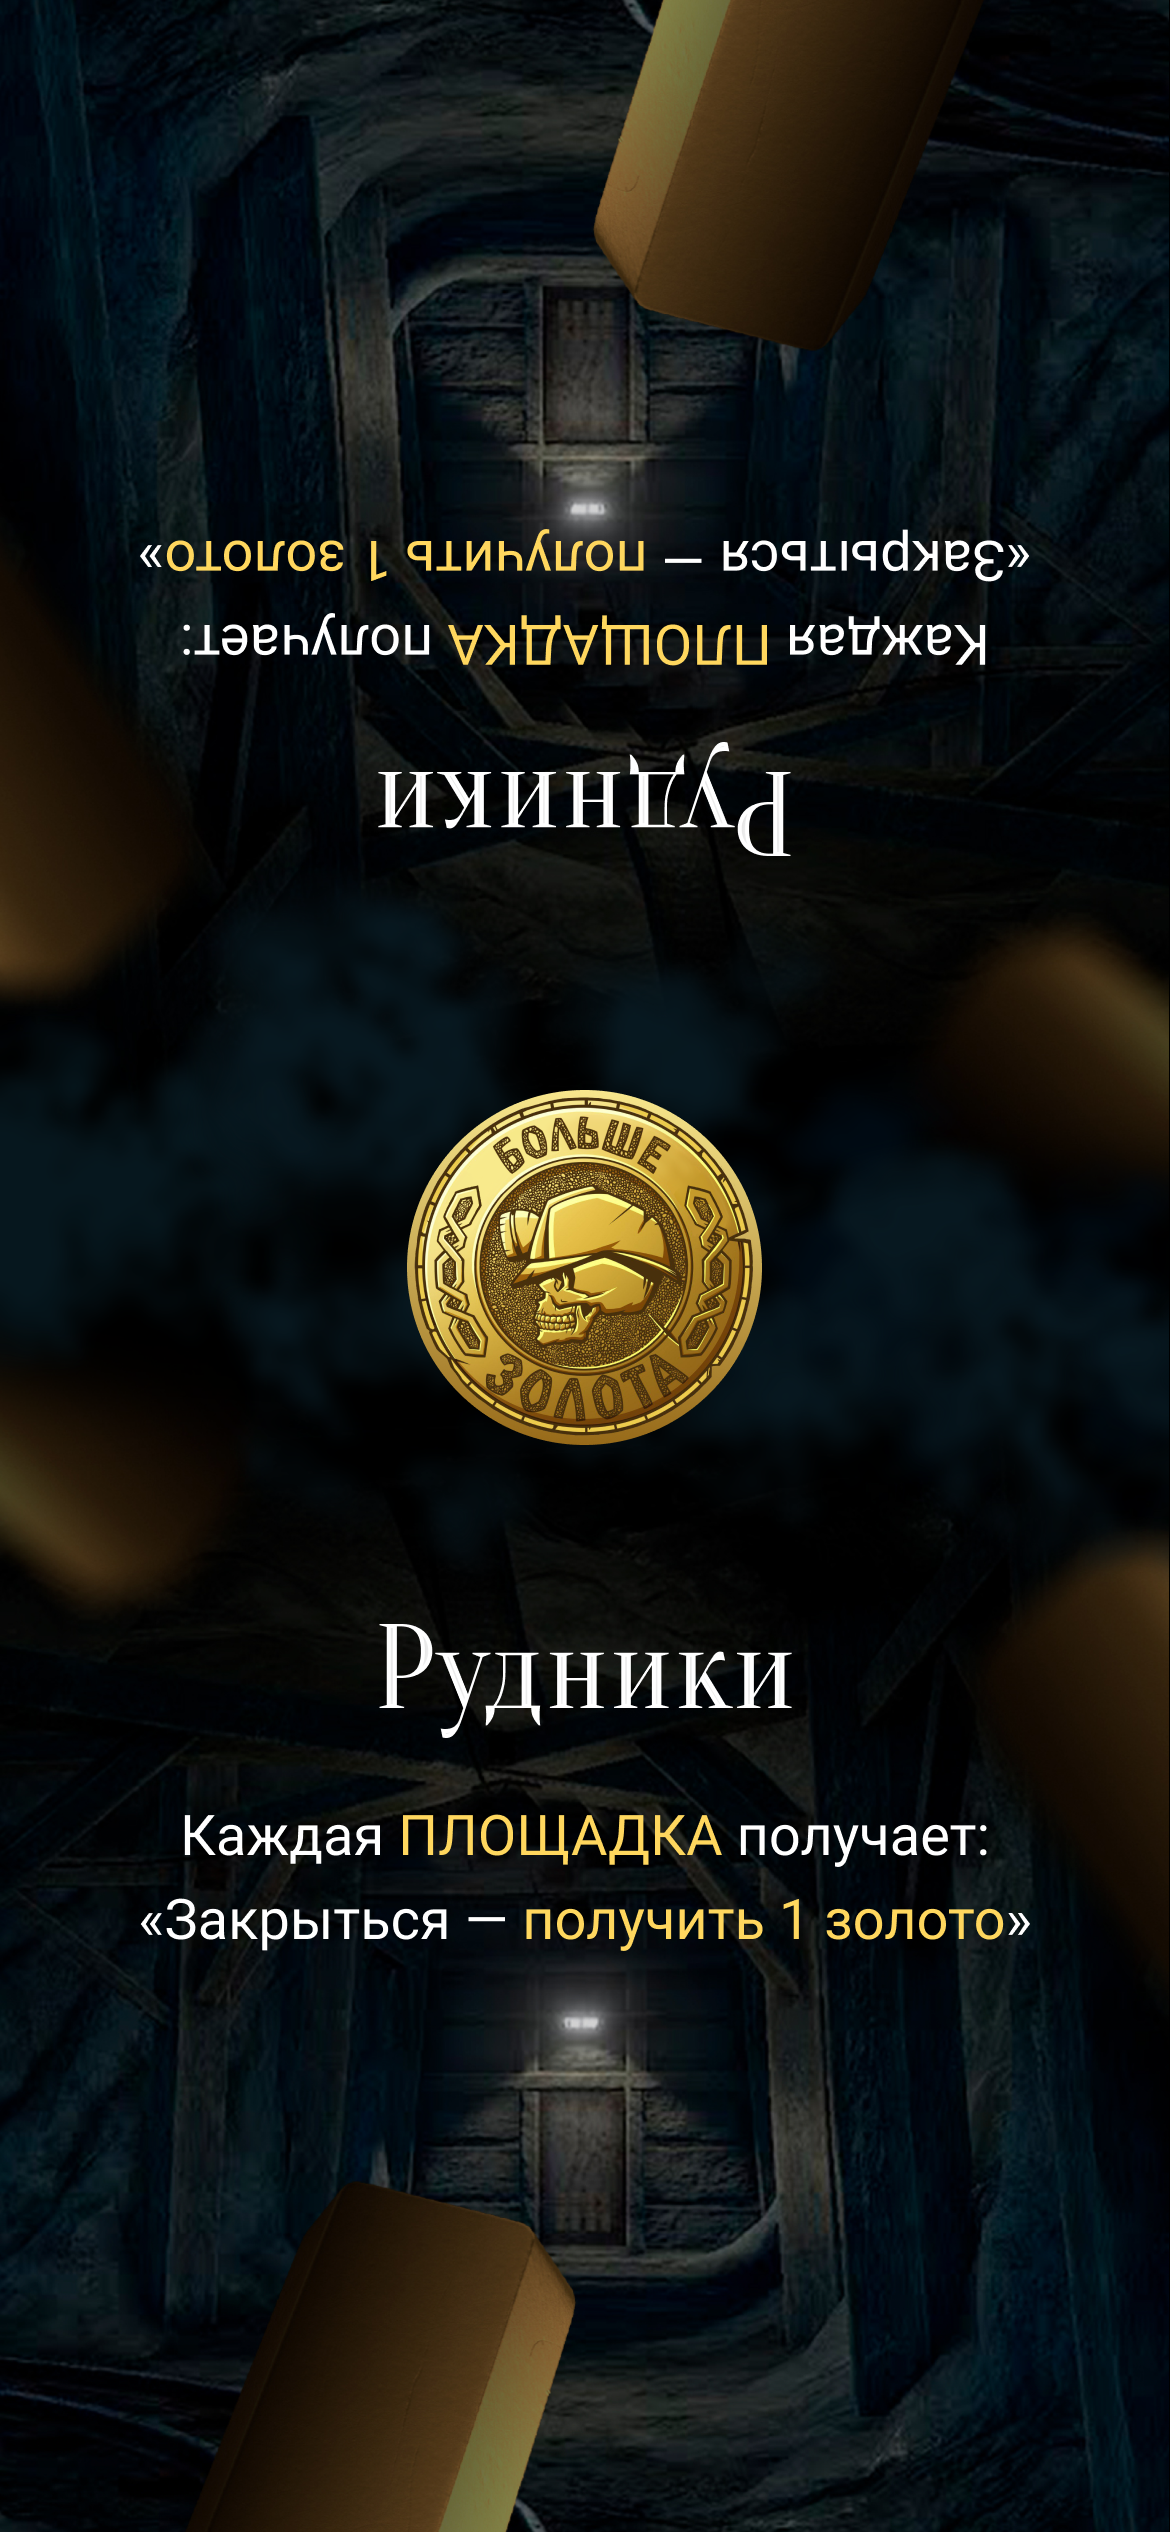 Рудники
Каждая ПЛОЩАДКА получает:
«Закрыться — получить 1 золото»
БОЛЬШЕ
ЗОЛОТА
Рудники
Каждая ПЛОЩАДКА получает:
«Закрыться — получить 1 золото»